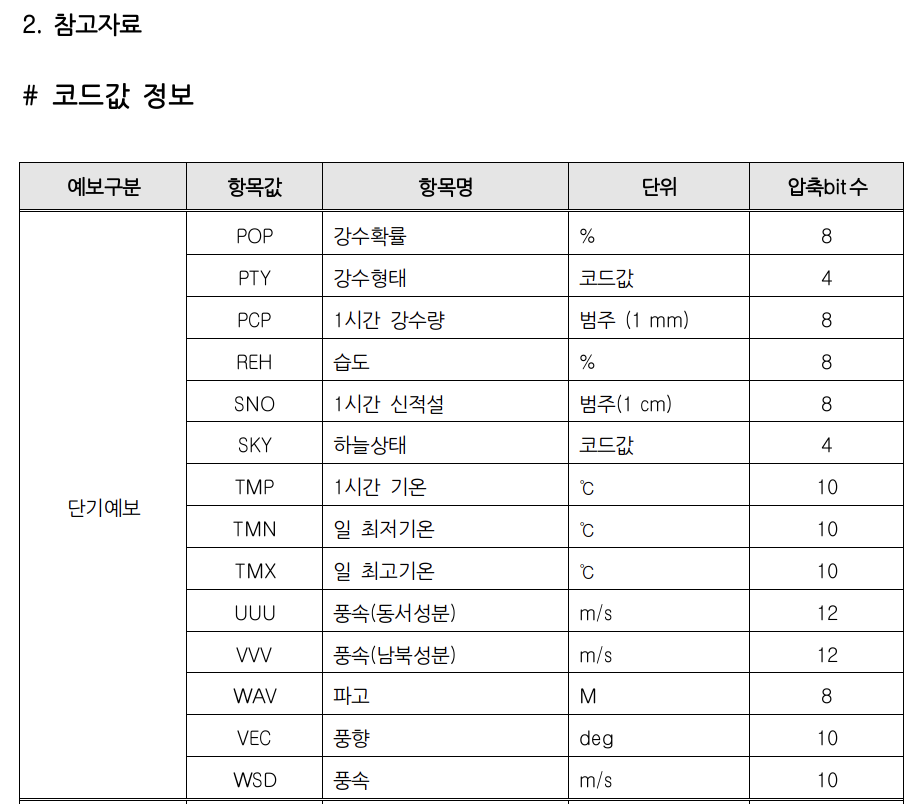 2. 참고자료
# 코드값 정보
예보구분 항목값 항목명 단위 압축bit수
단기예보
POP 강수확률 % 8
PTY 강수형태 코드값 4
PCP 1시간 강수량 범주 (1 mm) 8
REH 습도 % 8
SNO 1시간 신적설 범주(1 cm) 8
SKY 하늘상태 코드값 4
TMP 1시간 기온 ℃ 10
TMN 일 최저기온 ℃ 10
TMX 일 최고기온 ℃ 10
UUU 풍속(동서성분) m/s 12
VVV 풍속(남북성분) m/s 12
WAV 파고 M 8
VEC 풍향 deg 10
WSD 풍속 m/s 10